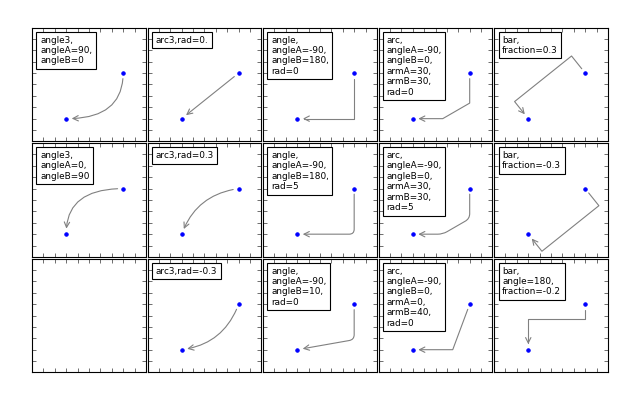 angle3,
angleA=90,
angleB=0
arc3,rad=0.
angle,
angleA=-90,
angleB=180,
rad=0
arc,
angleA=-90,
angleB=0,
armA=30,
armB=30,
rad=0
bar,
fraction=0.3
angle3,
angleA=0,
angleB=90
arc3,rad=0.3
angle,
angleA=-90,
angleB=180,
rad=5
arc,
angleA=-90,
angleB=0,
armA=30,
armB=30,
rad=5
bar,
fraction=-0.3
arc3,rad=-0.3
angle,
angleA=-90,
angleB=10,
rad=0
arc,
angleA=-90,
angleB=0,
armA=0,
armB=40,
rad=0
bar,
angle=180,
fraction=-0.2